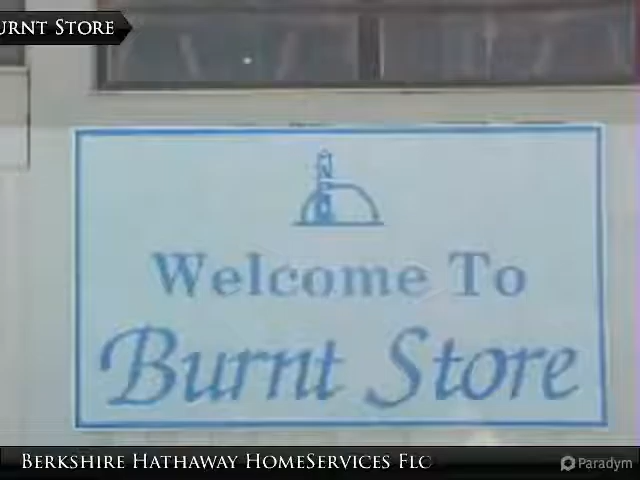 URNT STORE
Welcome To
Burnt Store
BERKSHIRE HATHAWAY HOMESERVICES FLO
Paradym